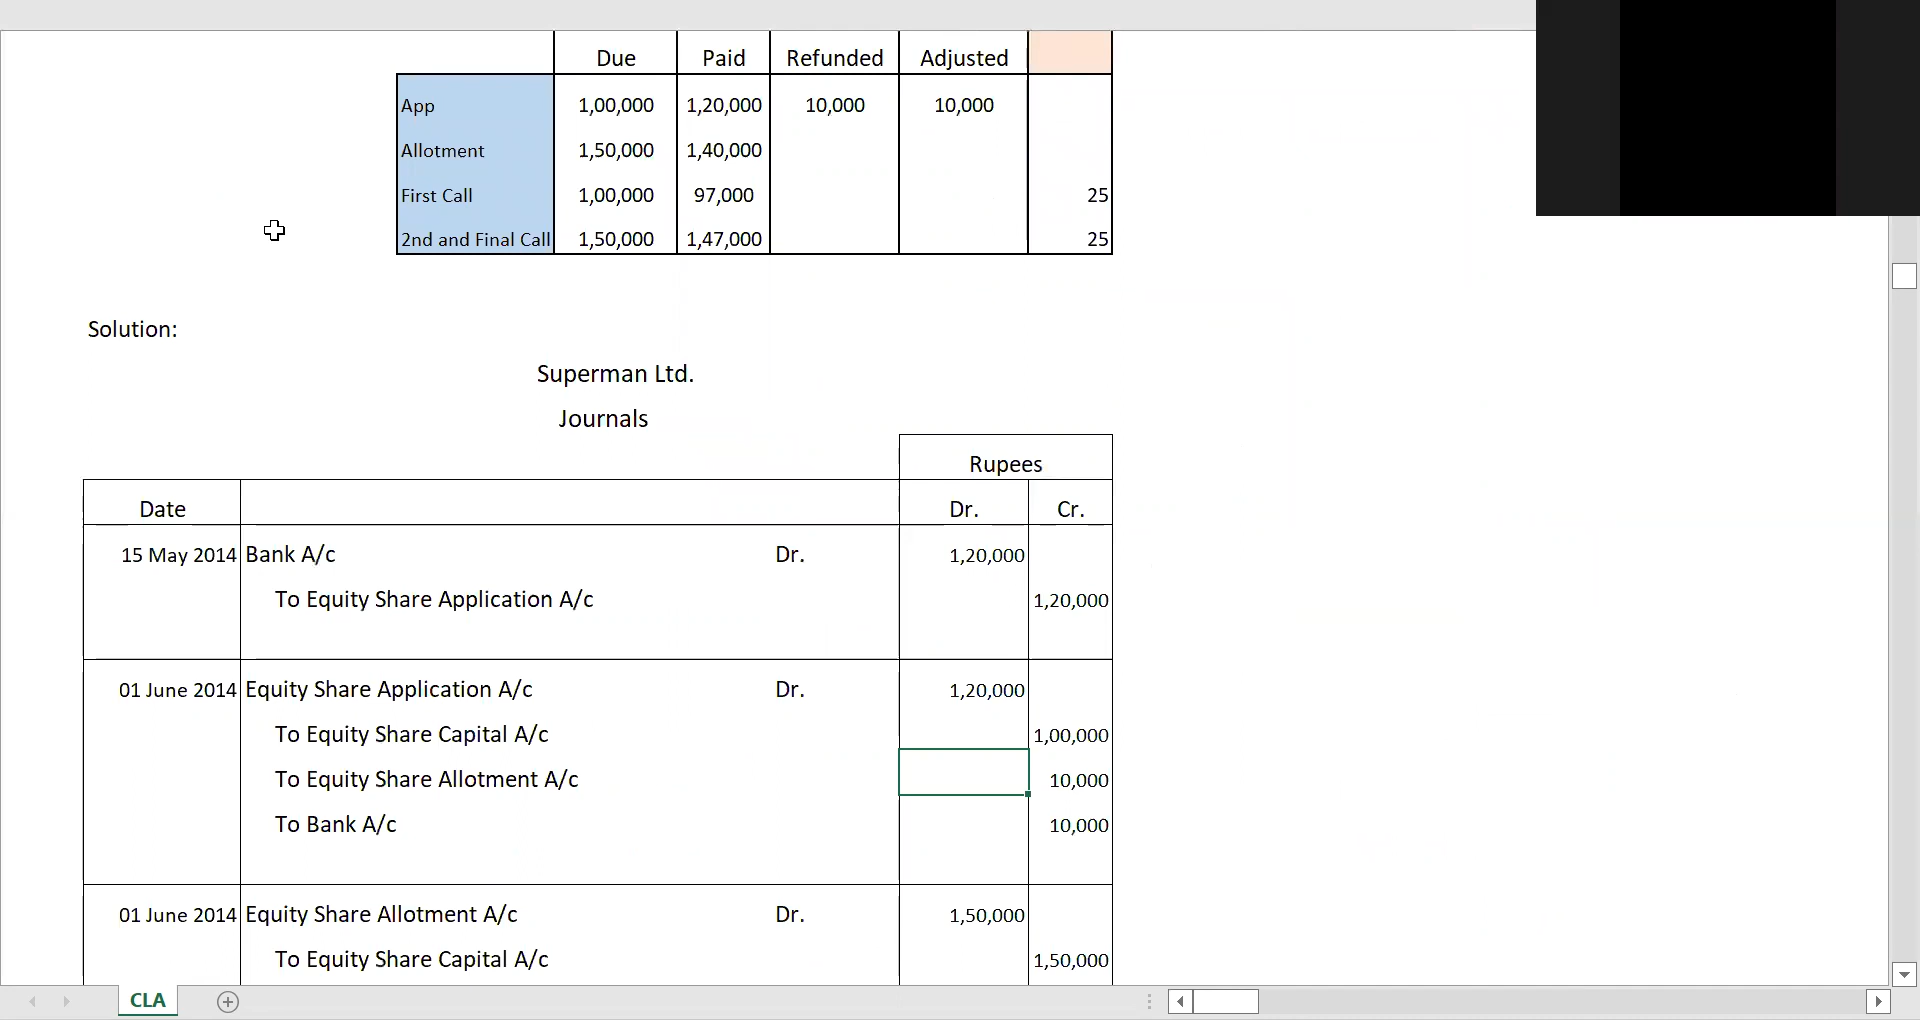 Due Paid Refunded Adjusted
App 1,00,000 1,20,000 10,000 10,000
Allotment 1,50,000 1,40,000
First Call 1,00,000 97,000 25
2nd and Final Call 1,50,000 1,47,000 25
Solution:
Superman Ltd.
Journals
Rupees
Date Dr. Cr.
15 May 2014 Bank A/c Dr. 1,20,000
To Equity Share Application A/c 1,20,000
01 June 2014 Equity Share Application A/c Dr. 1,20,000
To Equity Share Capital A/c 1,00,000
To Equity Share Allotment A/c 10,000
To Bank A/c 10,000
01 June 2014 Equity Share Allotment A/c Dr. 1,50,000
To Equity Share Capital A/c 1,50,000
CLA